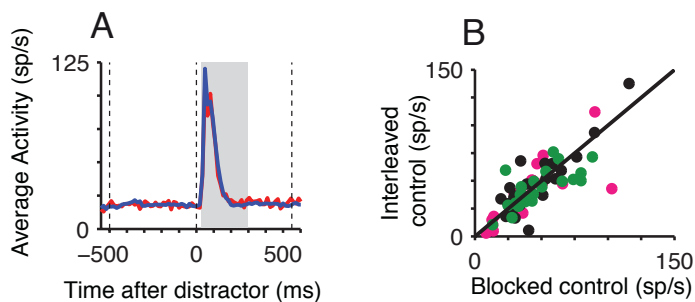 A
Average Activity (sp/s)
125
0
−500
0
500
Time after distractor (ms)
B
Interleaved
control (sp/s)
150
0
0
150
Blocked control (sp/s)